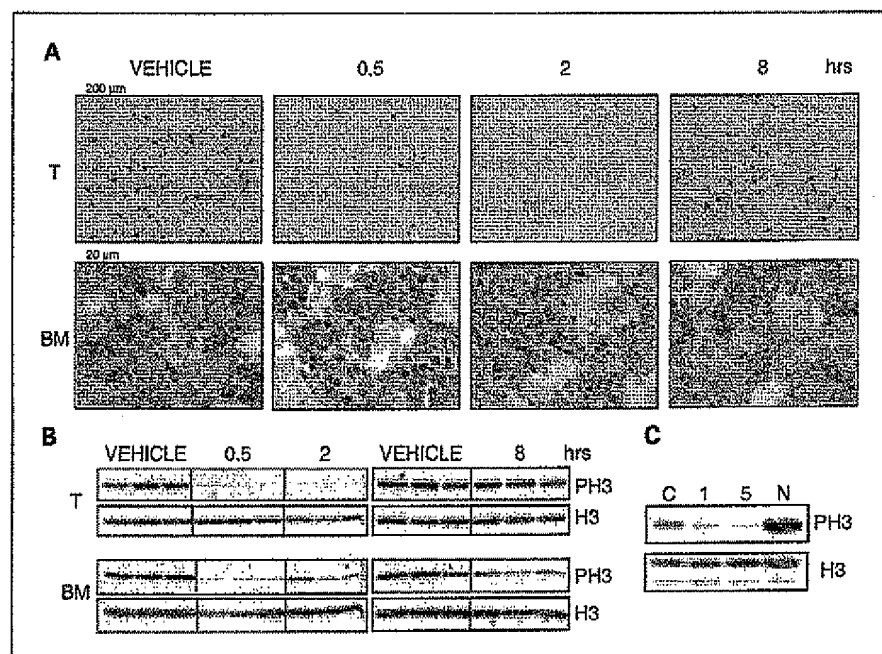 A
VEHICLE 0.5 2 8 hrs
200 µm
T
20 µm
BM
B
VEHICLE 0.5 2 VEHICLE 8 hrs
T
PH3
H3
BM
PH3
H3
C
C 1 5 N
PH3
H3